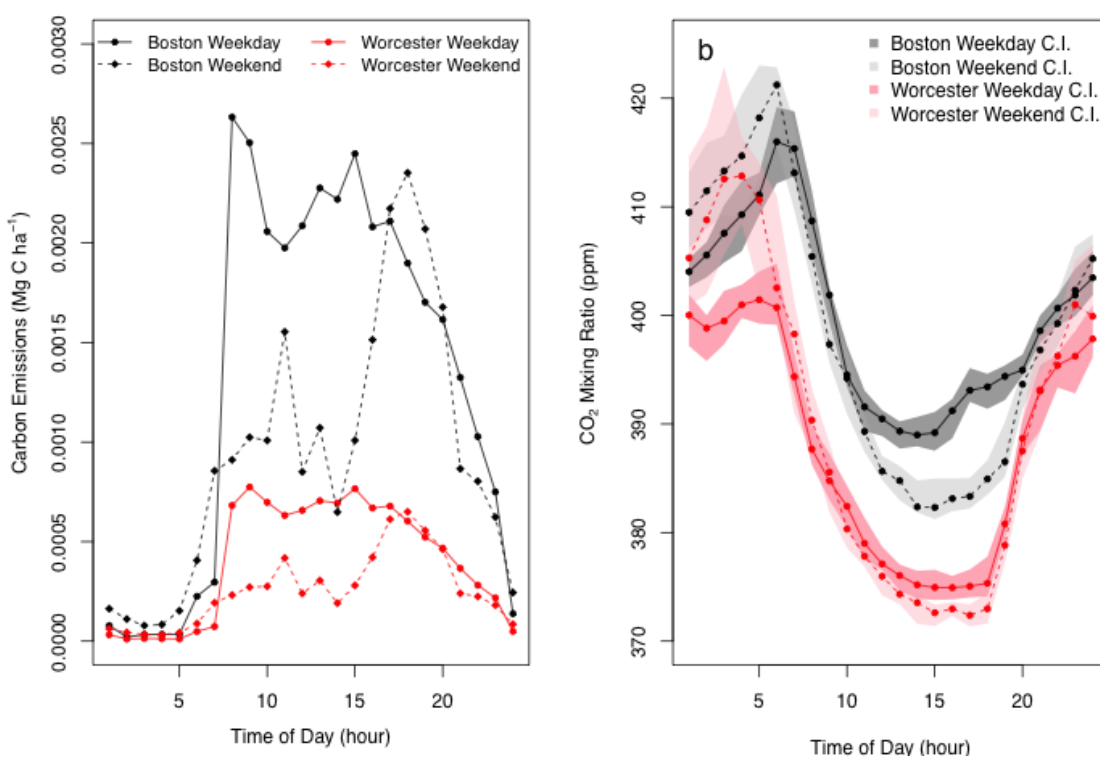 Boston Weekday
Boston Weekend
Worcester Weekday
Worcester Weekend
Carbon Emissions (Mg C ha⁻¹)
0.0030
0.0025
0.0020
0.0015
0.0010
0.0005
0.0000
5 10 15 20
Time of Day (hour)
b
Boston Weekday C.I.
Boston Weekend C.I.
Worcester Weekday C.I.
Worcester Weekend C.I.
CO₂ Mixing Ratio (ppm)
420
410
400
390
380
370
5 10 15 20
Time of Day (hour)